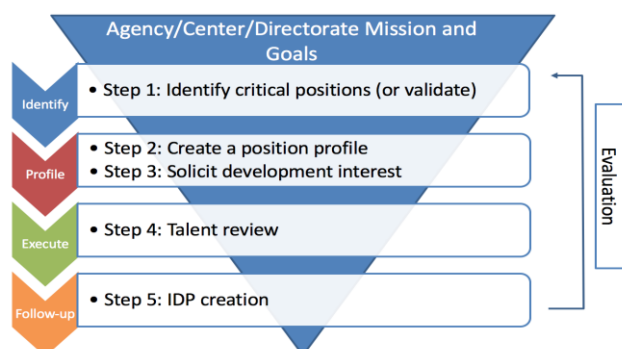 Agency/Center/Directorate Mission and
Goals
Identify
• Step 1: Identify critical positions (or validate)
Profile
• Step 2: Create a position profile
• Step 3: Solicit development interest
Execute
• Step 4: Talent review
Follow-up
• Step 5: IDP creation
Evaluation